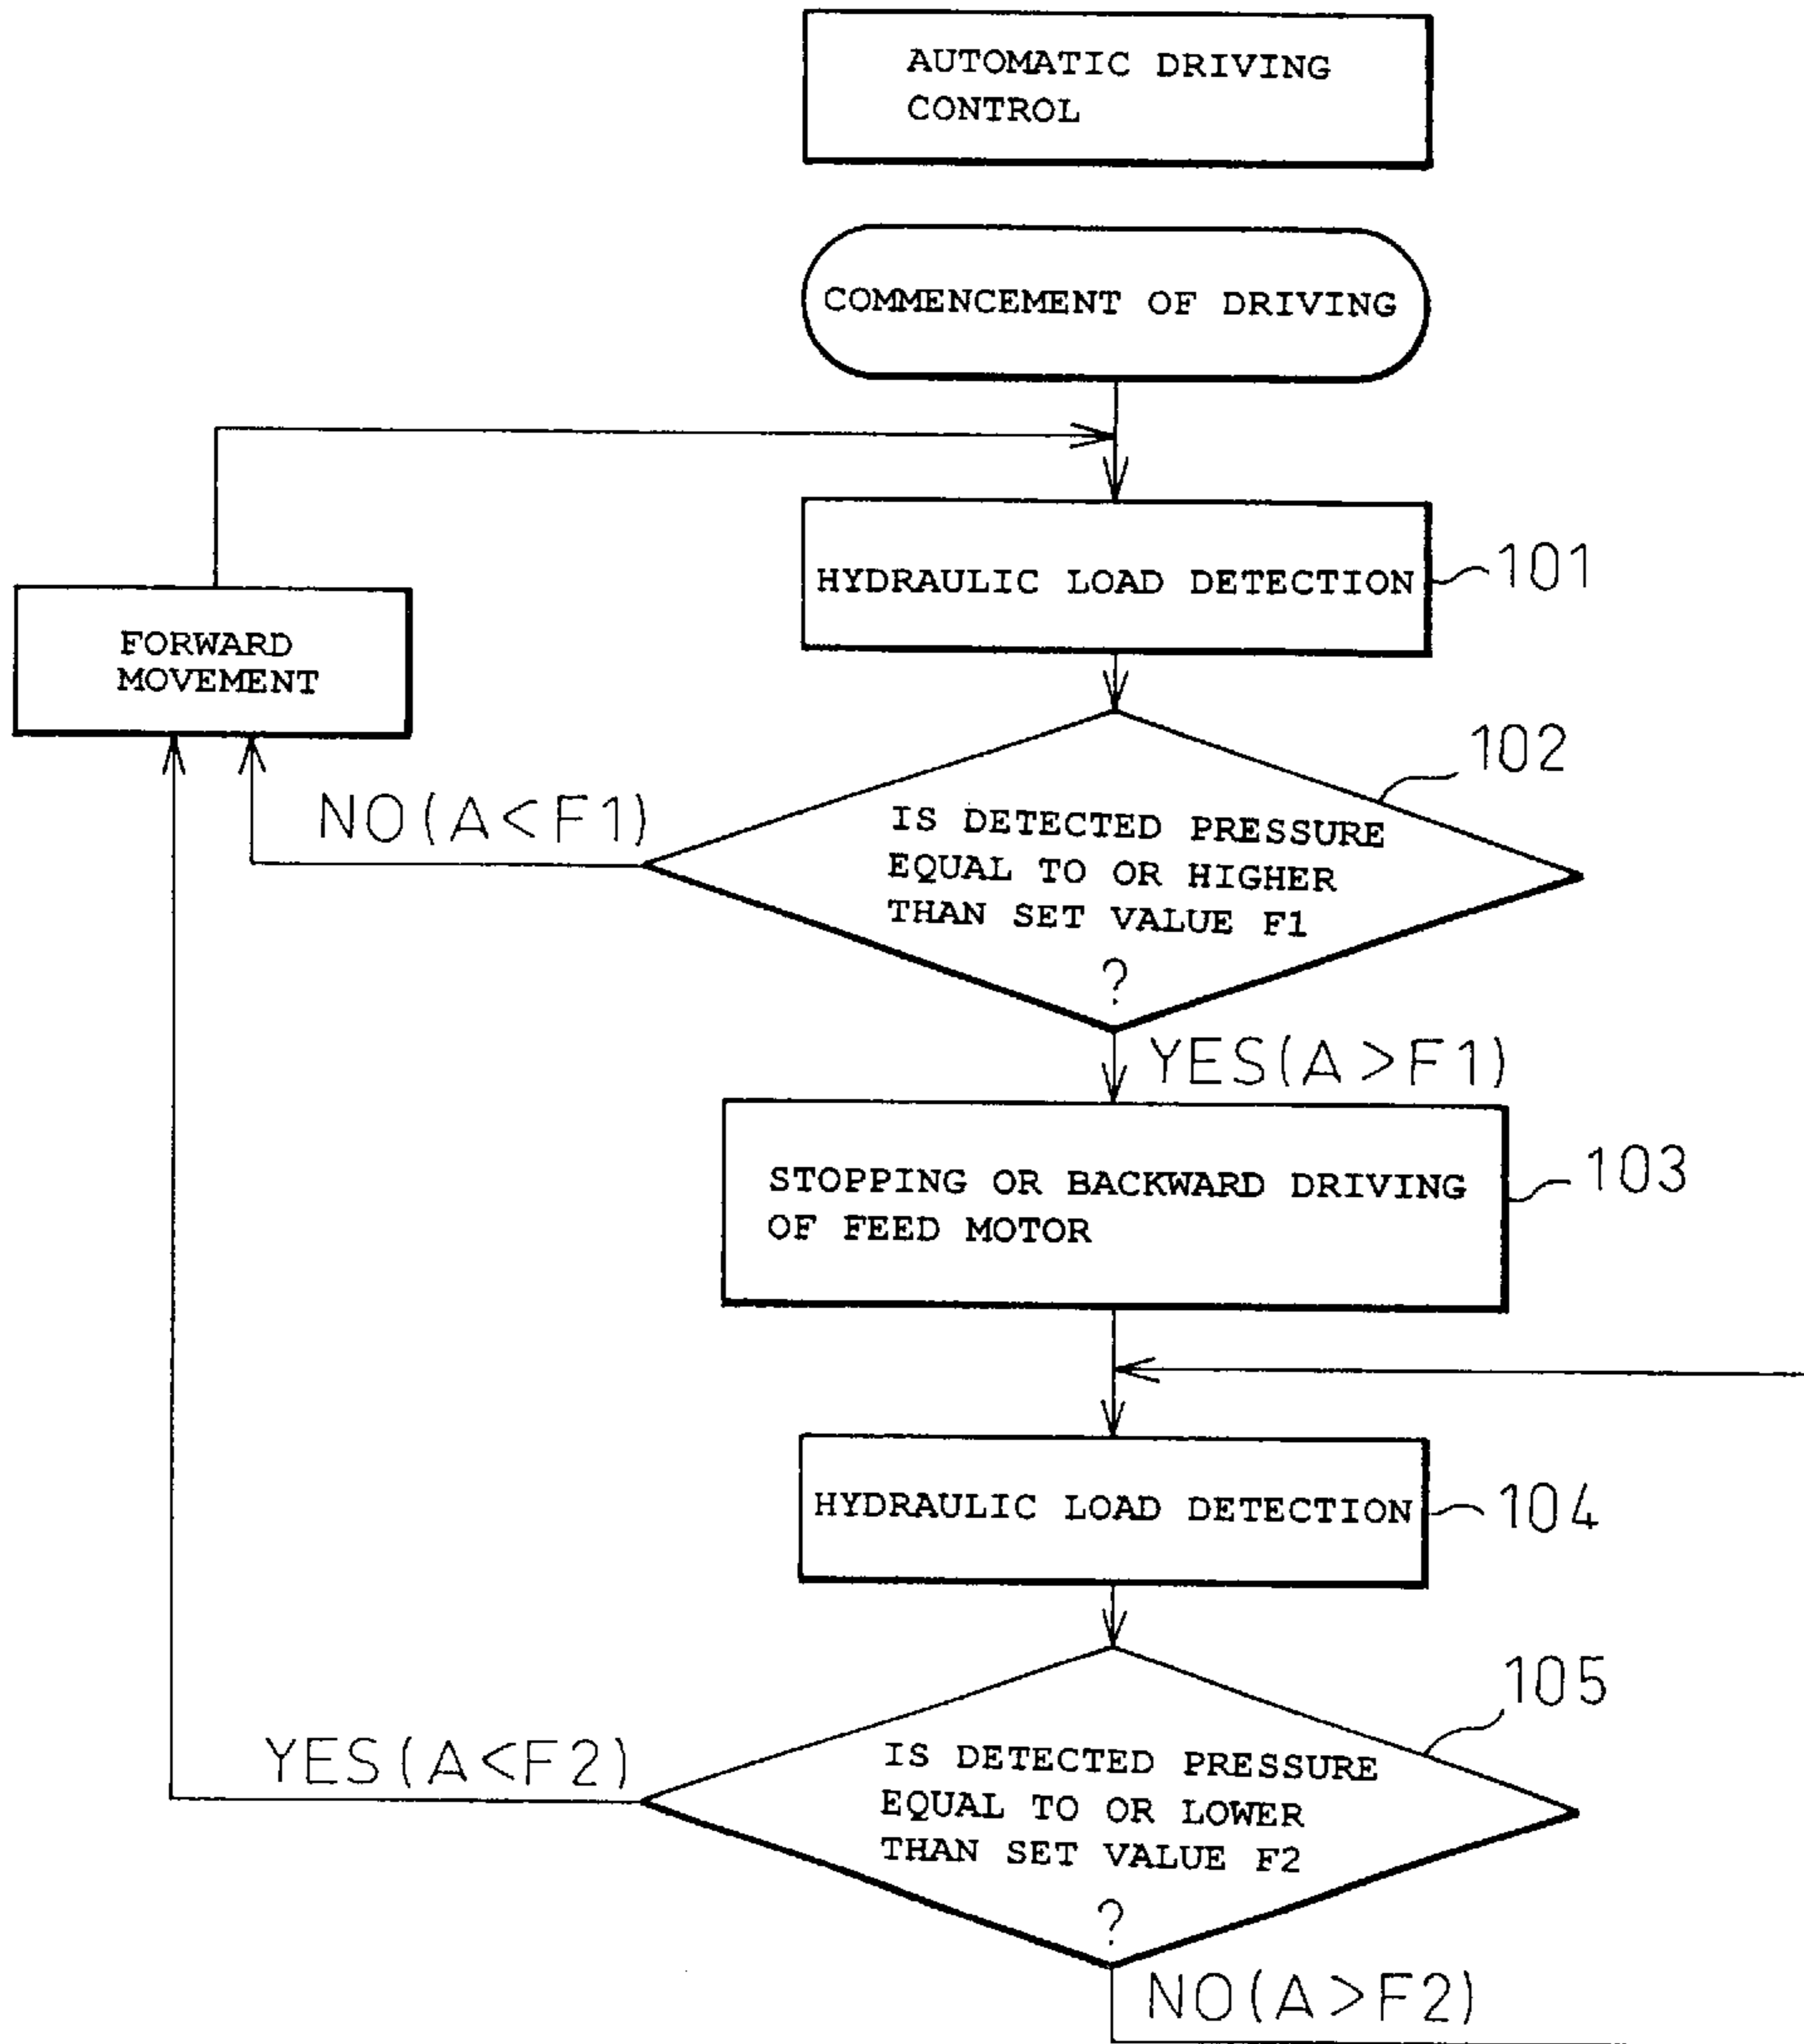 AUTOMATIC DRIVING
CONTROL
COMMENCEMENT OF DRIVING
HYDRAULIC LOAD DETECTION
101
FORWARD
MOVEMENT
102
NO(A<F1)
IS DETECTED PRESSURE
EQUAL TO OR HIGHER
THAN SET VALUE F1
?
YES(A>F1)
STOPPING OR BACKWARD DRIVING
OF FEED MOTOR
103
HYDRAULIC LOAD DETECTION
104
105
YES(A<F2)
IS DETECTED PRESSURE
EQUAL TO OR LOWER
THAN SET VALUE F2
?
NO(A>F2)